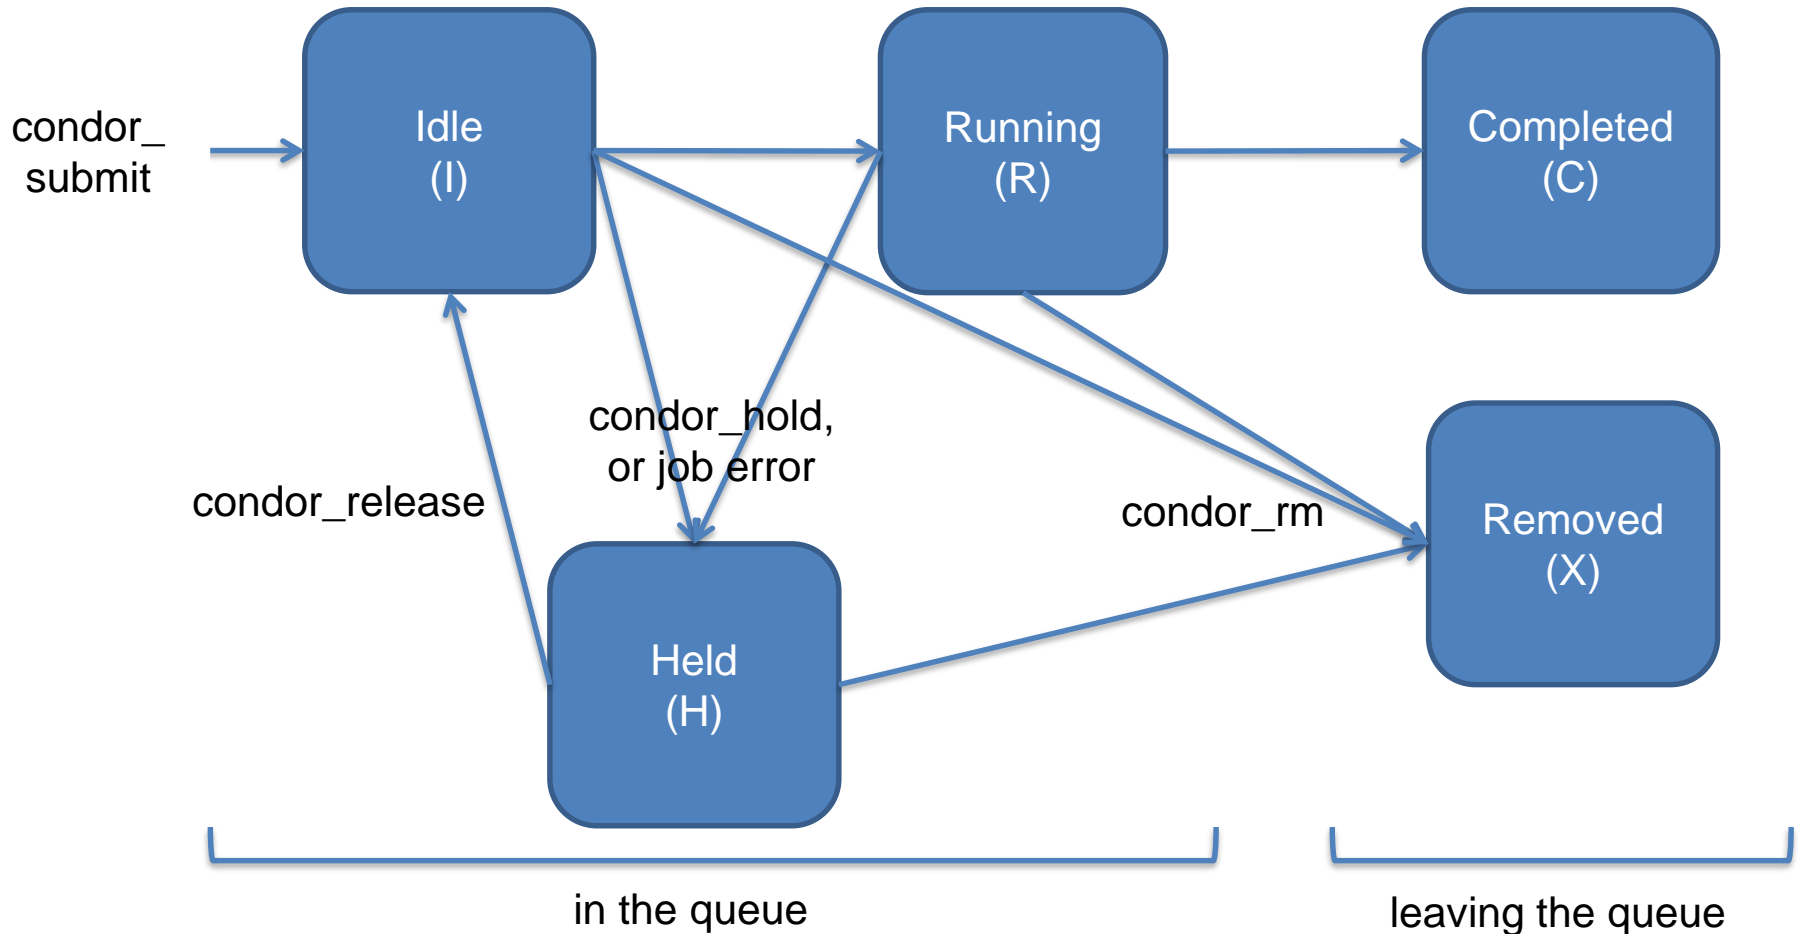 condor_
submit
Idle
(I)
Running
(R)
Completed
(C)
condor_hold,
or job error
condor_release
condor_rm
Removed
(X)
Held
(H)
in the queue
leaving the queue